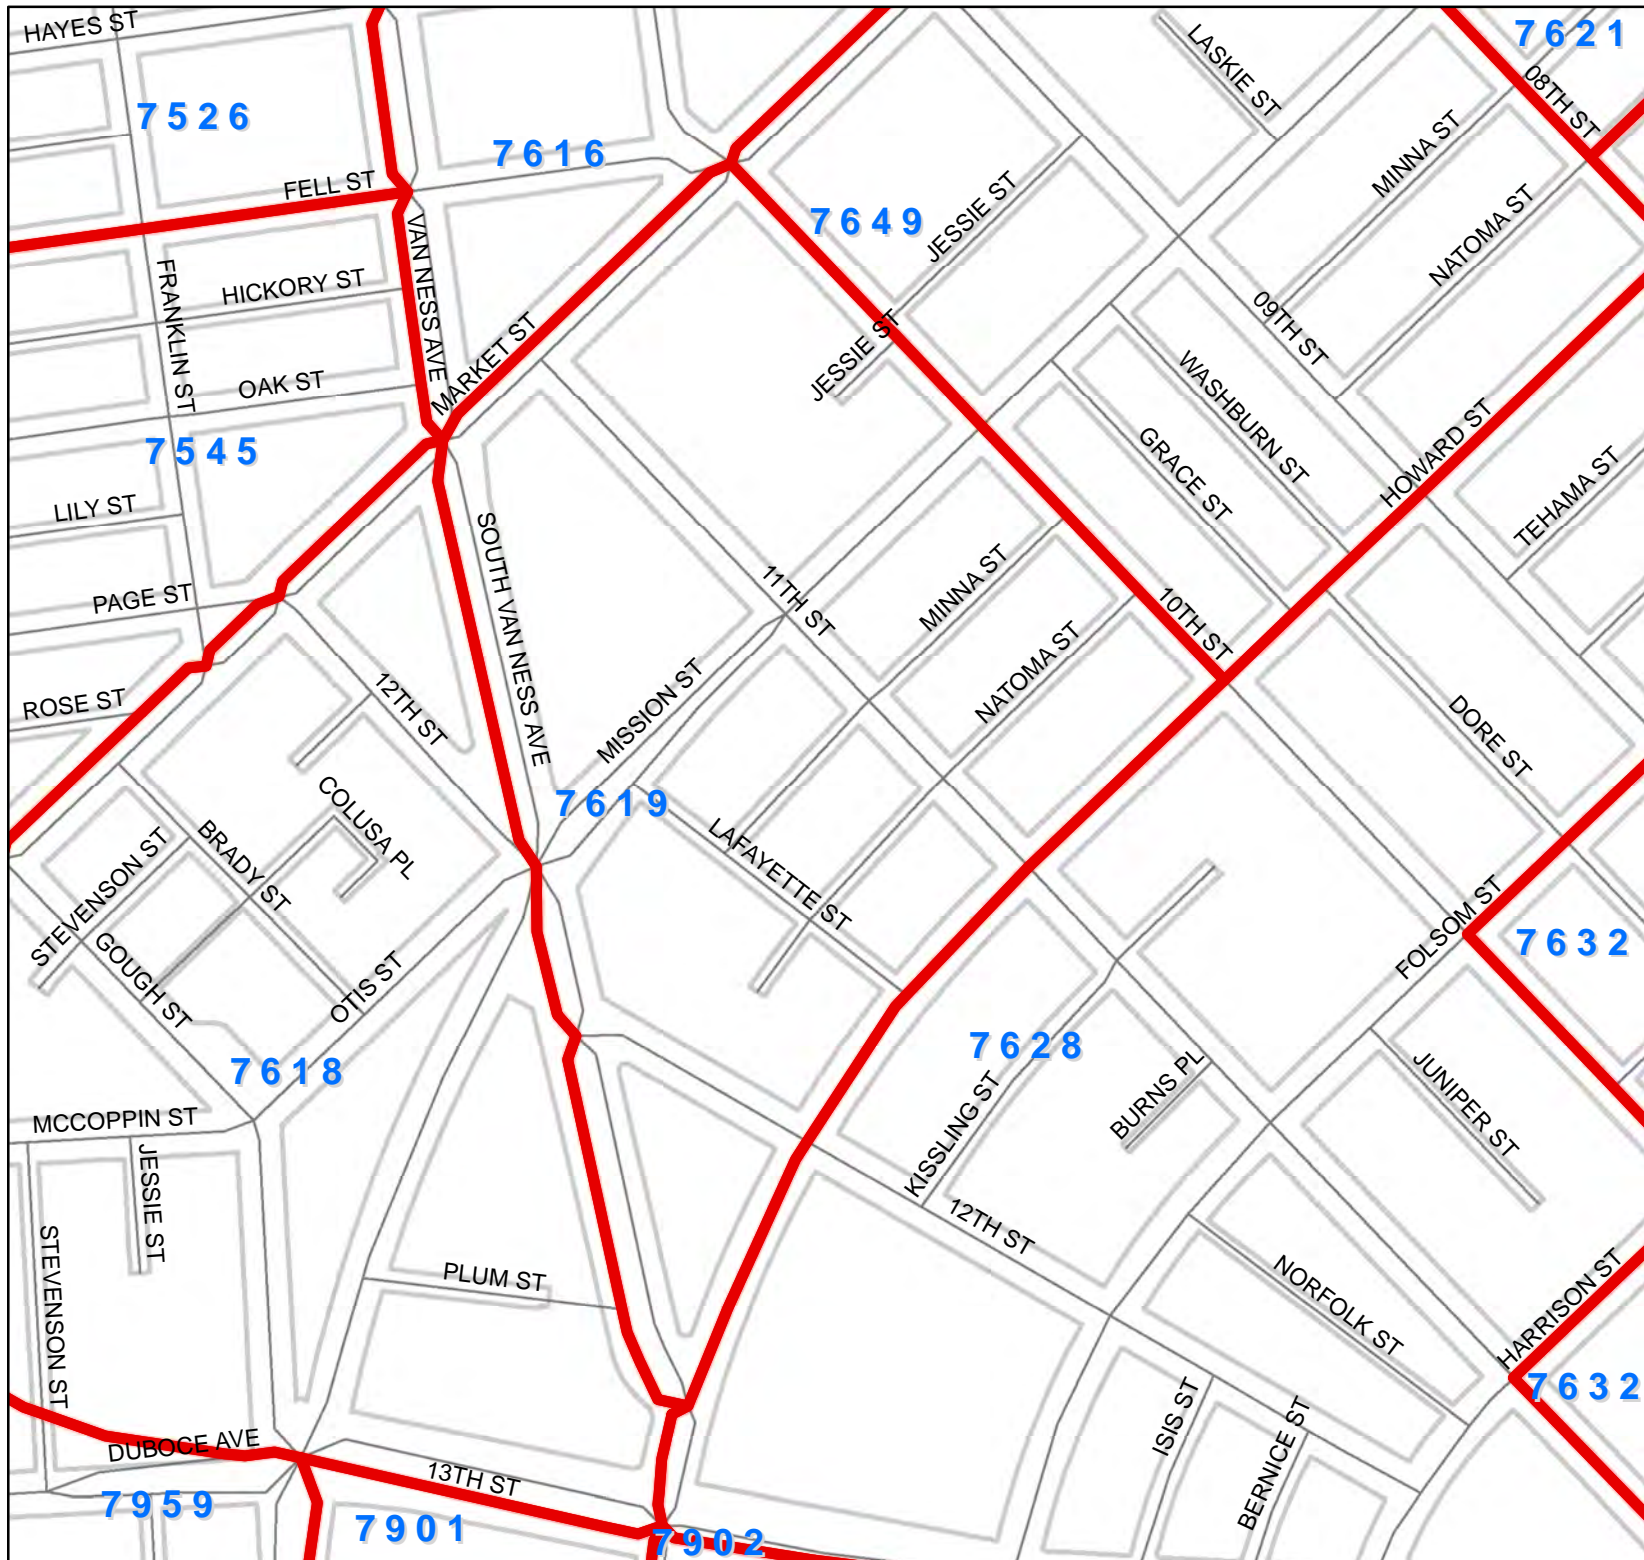 HAYES ST
7621
LASKIE ST
08TH ST
7526
MINNA ST
7616
FELL ST
JESSIE ST
7649
NATOMA ST
VAN NESS AVE
FRANKLIN ST
HICKORY ST
09TH ST
MARKET ST
JESSIE ST
OAK ST
WASHBURN ST
HOWARD ST
7545
GRACE ST
TEHAMA ST
LILY ST
SOUTH VAN NESS AVE
11TH ST
MINNA ST
PAGE ST
10TH ST
NATOMA ST
12TH ST
MISSION ST
ROSE ST
DORE ST
COLUSA PL
7619
STEVENSON ST
BRADY ST
LAFAYETTE ST
FOLSOM ST
7632
GOUGH ST
OTIS ST
7628
7618
BURNS PL
JUNIPER ST
MCCOPPIN ST
JESSIE ST
KISSLING ST
12TH ST
STEVENSON ST
PLUM ST
NORFOLK ST
HARRISON ST
7632
ISIS ST
BERNICE ST
DUBOCE AVE
13TH ST
7959
7901
7902